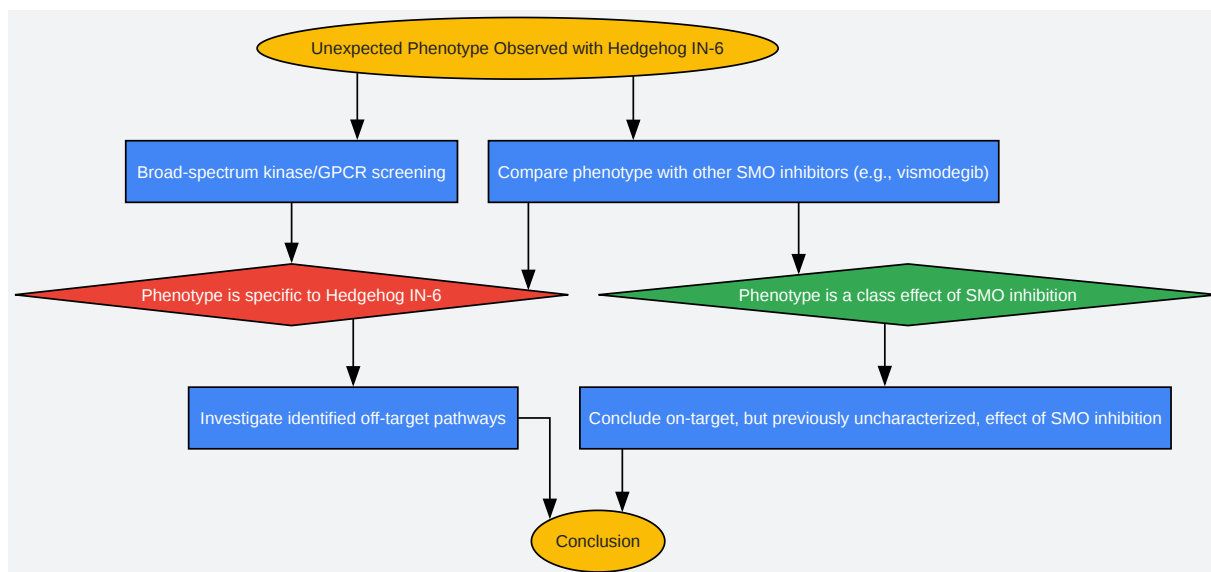 Unexpected Phenotype Observed with Hedgehog IN-6
Broad-spectrum kinase/GPCR screening
Compare phenotype with other SMO inhibitors (e.g., vismodegib)
Phenotype is specific to Hedgehog IN-6
Phenotype is a class effect of SMO inhibition
Investigate identified off-target pathways
Conclude on-target, but previously uncharacterized, effect of SMO inhibition
Conclusion